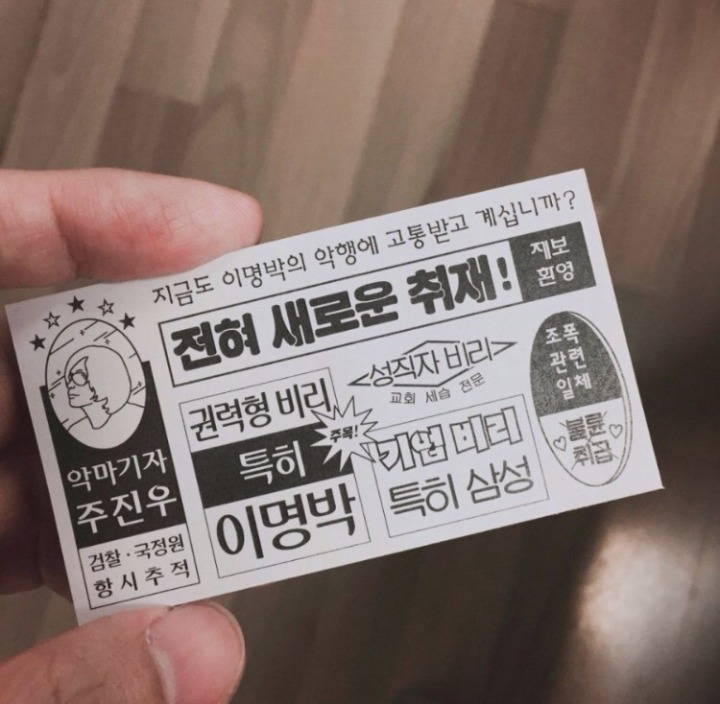 지금도 이명박의 악행에 고통받고 계십니까?
전혀 새로운 취재!
제보
환영
악마기자
주진우
검찰·국정원
항시추적
권력형 비리
주목!
특히
이명박
성직자 비리
교회 세습 전문
기업 비리
특히 삼성
조폭
관련
일체
불륜
취급